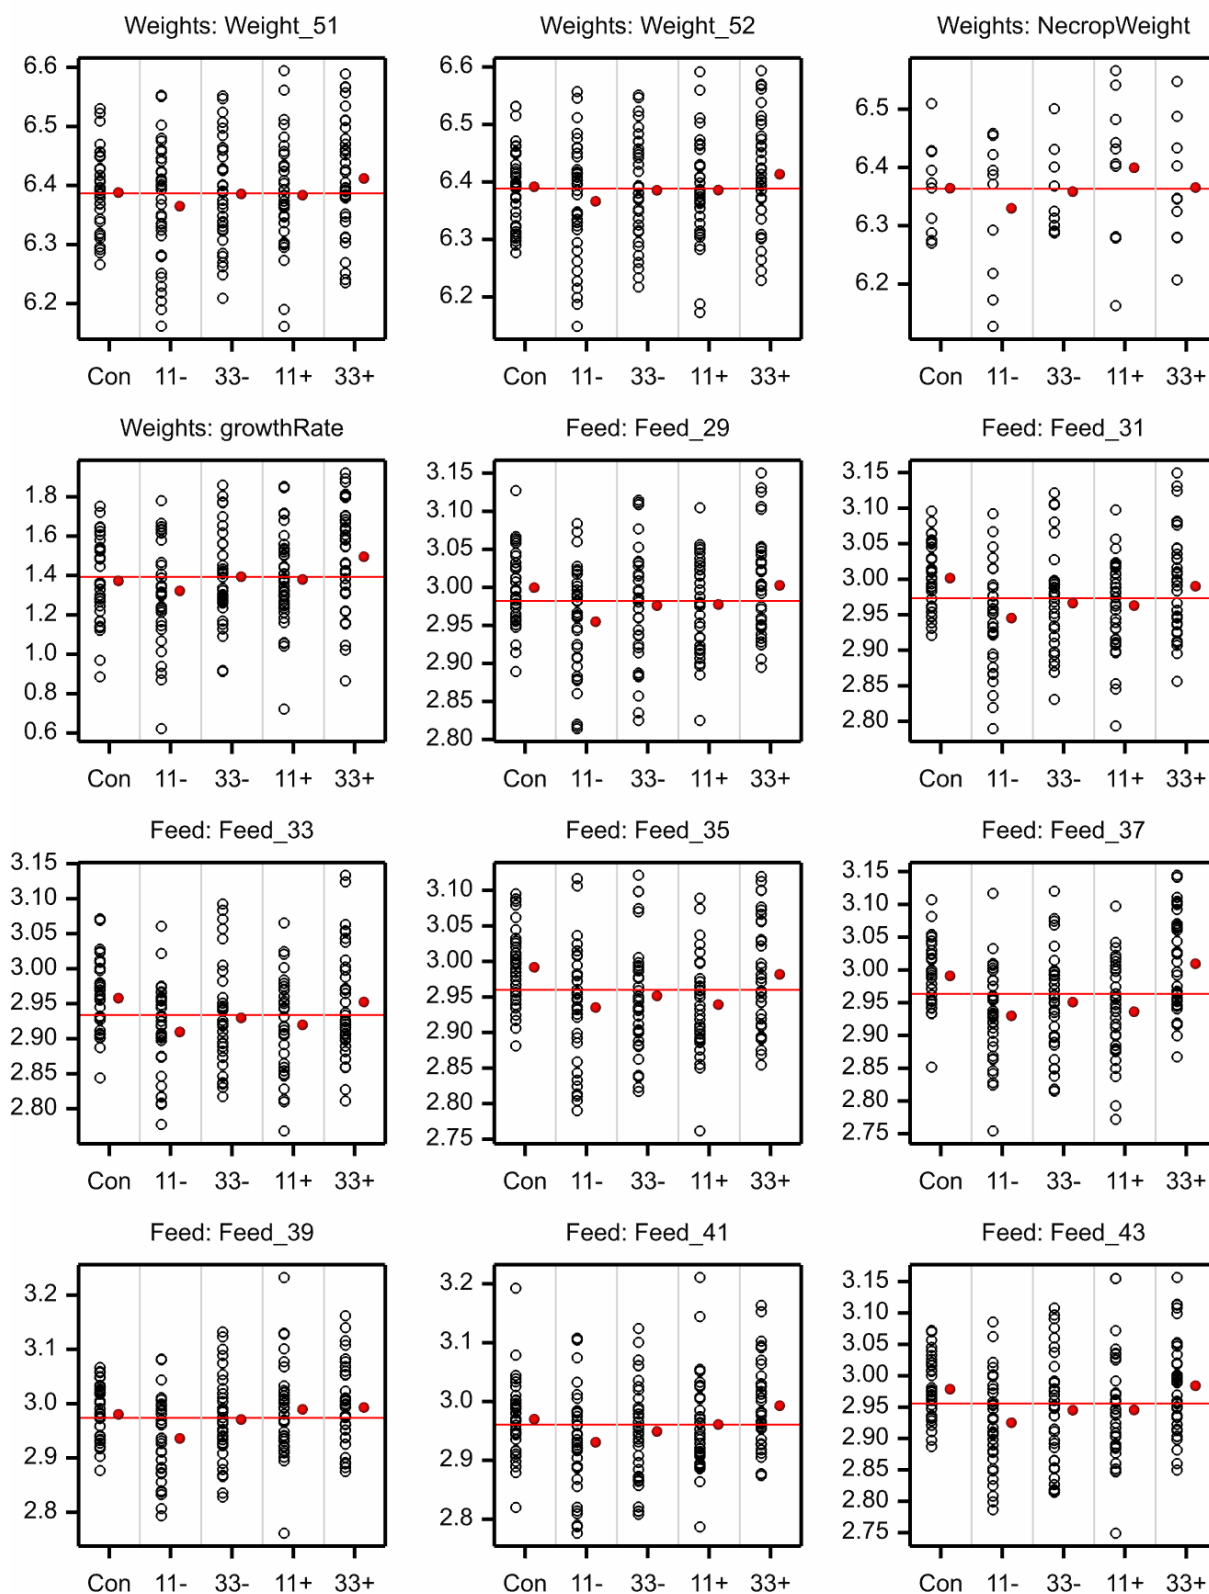 Weights: Weight_51 Weights: Weight_52 Weights: NecropWeight
6.6 6.6
6.5 6.5 6.5
6.4 6.4 6.4
6.3 6.3 6.3
6.2 6.2 6.2
Con 11- 33- 11+ 33+ Con 11- 33- 11+ 33+ Con 11- 33- 11+ 33+
Weights: growthRate Feed: Feed_29 Feed: Feed_31
1.8 3.15 3.15
1.6 3.10 3.10
1.4 3.05 3.05
1.2 3.00 3.00
1.0 2.95 2.95
0.8 2.90 2.90
0.6 2.85 2.85
2.80 2.80
Con 11- 33- 11+ 33+ Con 11- 33- 11+ 33+ Con 11- 33- 11+ 33+
Feed: Feed_33 Feed: Feed_35 Feed: Feed_37
3.15 3.10 3.15
3.10 3.05 3.10
3.05 3.00 3.05
3.00 2.95 3.00
2.95 2.90 2.95
2.90 2.85 2.90
2.85 2.80 2.85
2.80 2.75 2.80
2.75
Con 11- 33- 11+ 33+ Con 11- 33- 11+ 33+ Con 11- 33- 11+ 33+
Feed: Feed_39 Feed: Feed_41 Feed: Feed_43
3.2 3.2 3.15
3.1 3.1 3.10
3.0 3.0 3.05
2.9 2.9 3.00
2.8 2.8 2.95
2.90
2.85
2.80
2.75
Con 11- 33- 11+ 33+ Con 11- 33- 11+ 33+ Con 11- 33- 11+ 33+